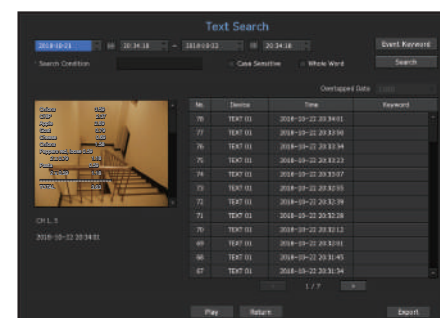 Text Search
2018-10-21 20:34:18 ~ 2018-10-22 20:34:18 Event Keyword
Search Condition Case Sensitive Whole Word Search
Overlapped Data
No. Device Time Keyword
78 TEXT 01 2018-10-22 20:34:01
77 TEXT 01 2018-10-22 20:33:50
76 TEXT 01 2018-10-22 20:33:34
75 TEXT 01 2018-10-22 20:33:23
74 TEXT 01 2018-10-22 20:33:07
73 TEXT 01 2018-10-22 20:32:55
72 TEXT 01 2018-10-22 20:32:39
71 TEXT 01 2018-10-22 20:32:28
70 TEXT 01 2018-10-22 20:32:12
69 TEXT 01 2018-10-22 20:32:01
68 TEXT 01 2018-10-22 20:31:45
67 TEXT 01 2018-10-22 20:31:34
CH 1, 5
2018-10-22 20:34:01
1 / 7
Play Return Export